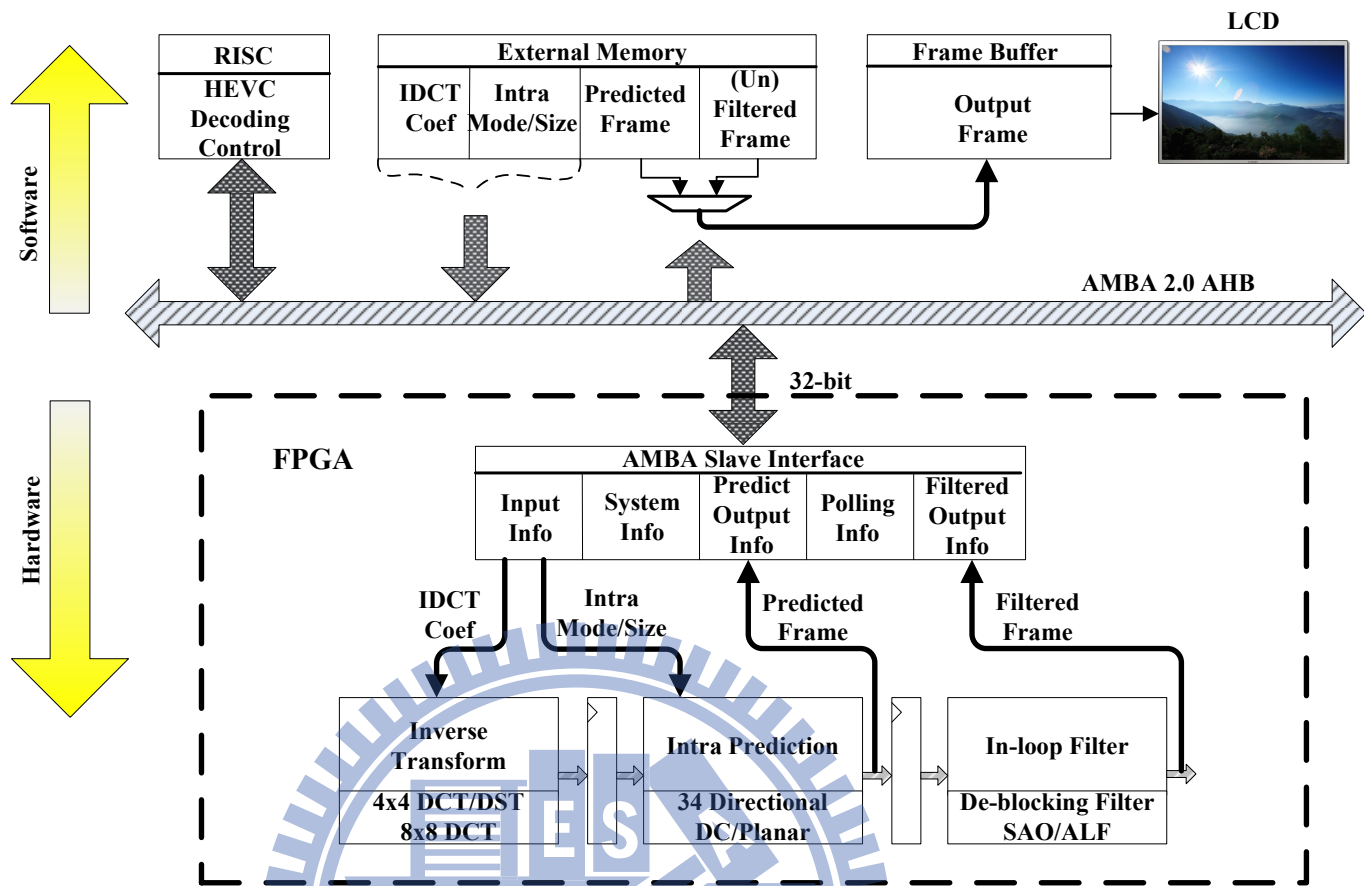 LCD
RISC
HEVC
Decoding
Control
External Memory
IDCT
Coef
Intra
Mode/Size
Predicted
Frame
(Un)
Filtered
Frame
Frame Buffer
Output
Frame
Software
AMBA 2.0 AHB
32-bit
Hardware
FPGA
AMBA Slave Interface
Input
Info
System
Info
Predict
Output
Info
Polling
Info
Filtered
Output
Info
IDCT
Coef
Intra
Mode/Size
Predicted
Frame
Filtered
Frame
Inverse
Transform
4x4 DCT/DST
8x8 DCT
Intra Prediction
34 Directional
DC/Planar
In-loop Filter
De-blocking Filter
SAO/ALF
ES